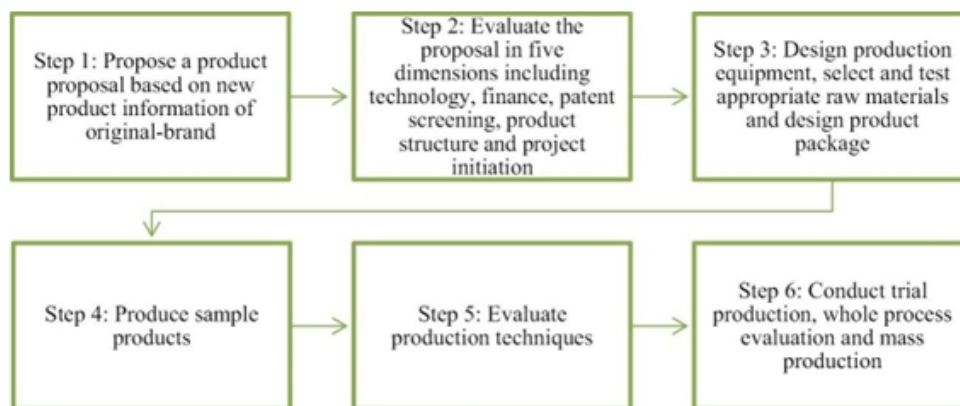 Step 1: Propose a product
proposal based on new
product information of
original-brand
Step 2: Evaluate the
proposal in five
dimensions including
technology, finance, patent
screening, product
structure and project
initiation
Step 3: Design production
equipment, select and test
appropriate raw materials
and design product
package
Step 4: Produce sample
products
Step 5: Evaluate
production techniques
Step 6: Conduct trial
production, whole process
evaluation and mass
production